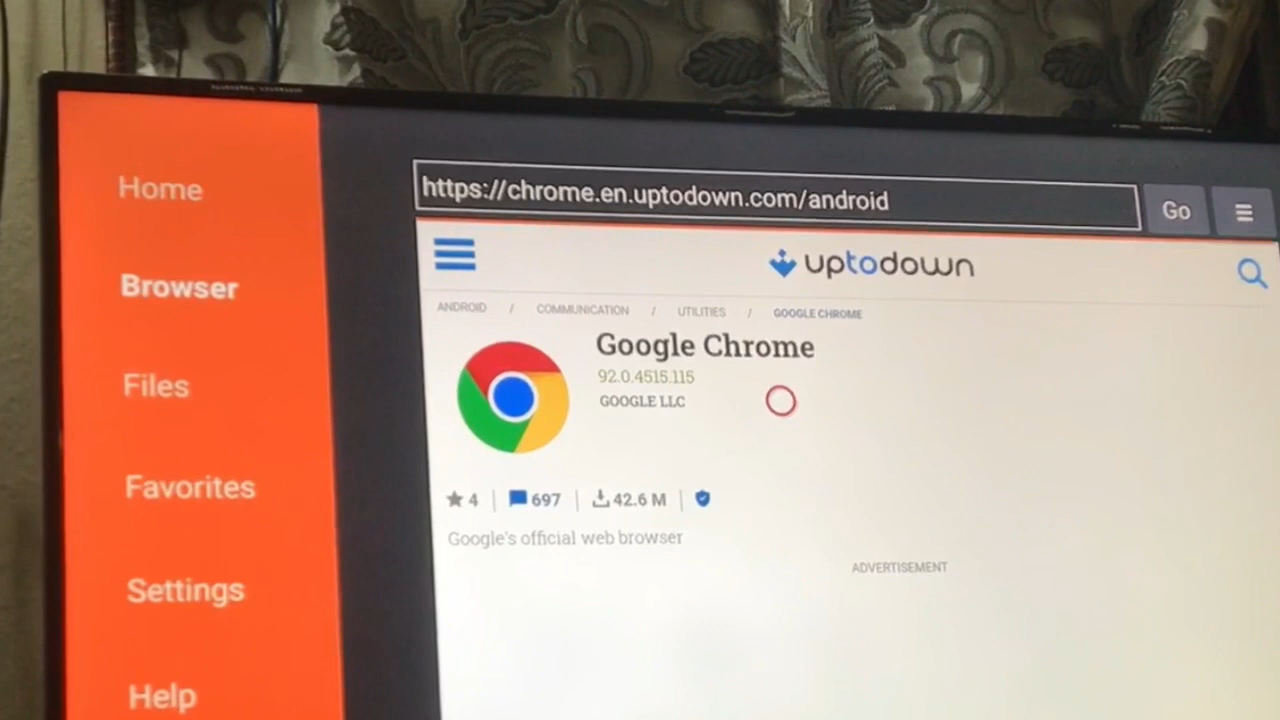 Home
Browser
Files
Favorites
Settings
Help
https://chrome.en.uptodown.com/android
Go
uptodown
ANDROID / COMMUNICATION / UTILITIES / GOOGLE CHROME
Google Chrome
92.0.4515.115
GOOGLE LLC
4 | 697 | 42.6 M
Google's official web browser
ADVERTISEMENT